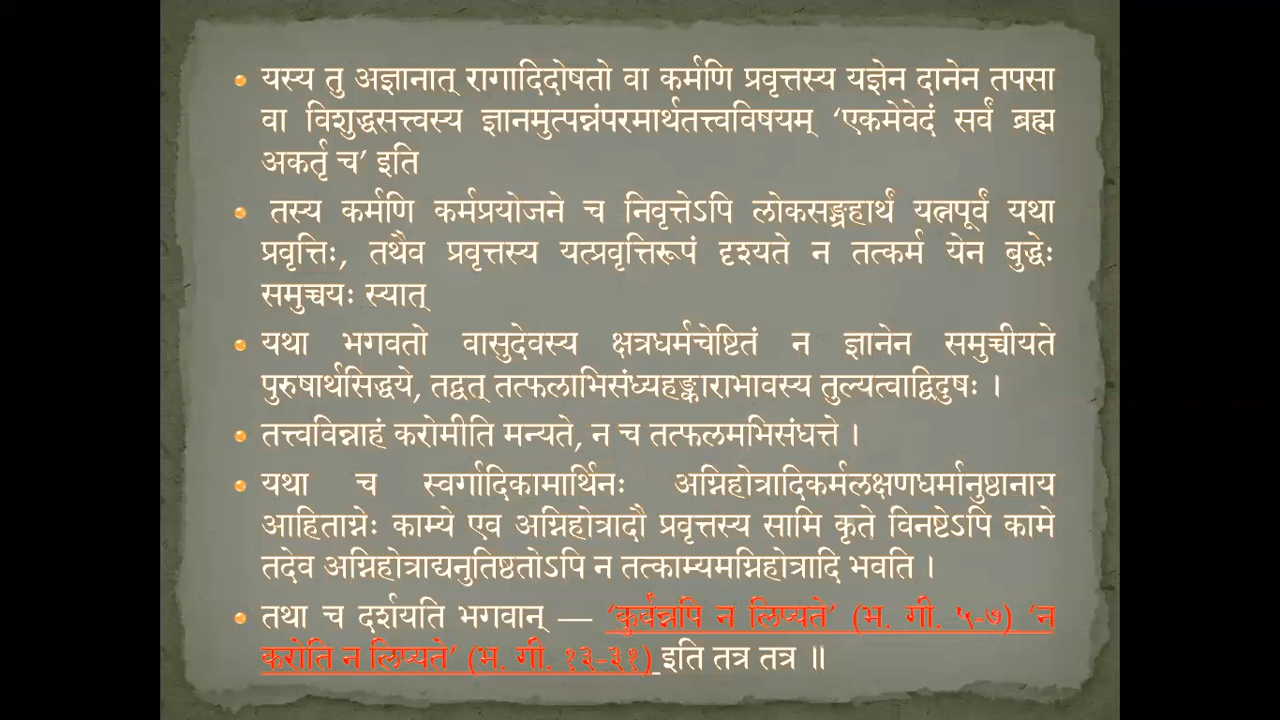 यस्य तु अज्ञानात् रागादिदोषतो वा कर्मणि प्रवृत्तस्य यज्ञेन दानेन तपसा
वा विशुद्धसत्त्वस्य ज्ञानमुत्पन्नंपरमार्थतत्त्वविषयम् ‘एकमेवेदं सर्वं ब्रह्म
अकर्तृ च’ इति
तस्य कर्मणि कर्मप्रयोजने च निवृत्तेऽपि लोकसङ्ग्रहार्थं यत्नपूर्वं यथा
प्रवृत्तिः, तथैव प्रवृत्तस्य यत्प्रवृत्तिरूपं दृश्यते न तत्कर्म येन बुद्धेः
समुच्चयः स्यात्
यथा भगवतो वासुदेवस्य क्षत्रधर्मचेष्टितं न ज्ञानेन समुच्चीयते
पुरुषार्थसिद्धये, तद्वत् तत्फलाभिसंध्यहङ्काराभावस्य तुल्यत्वाद्विदुषः ।
तत्त्वविन्नाहं करोमीति मन्यते, न च तत्फलमभिसंधत्ते ।
यथा च स्वर्गादिकामार्थिनः अग्निहोत्रादिकर्मलक्षणधर्मानुष्ठानाय
आहिताग्नेः काम्ये एव अग्निहोत्रादौ प्रवृत्तस्य सामि कृते विनष्टेऽपि कामे
तदेव अग्निहोत्राद्यनुतिष्ठतोऽपि न तत्काम्यमग्निहोत्रादि भवति ।
तथा च दर्शयति भगवान् — ‘कुर्वन्नपि न लिप्यते’ (भ. गी. ५-७) ‘न
करोति न लिप्यते’ (भ. गी. १३-३१) इति तत्र तत्र ॥